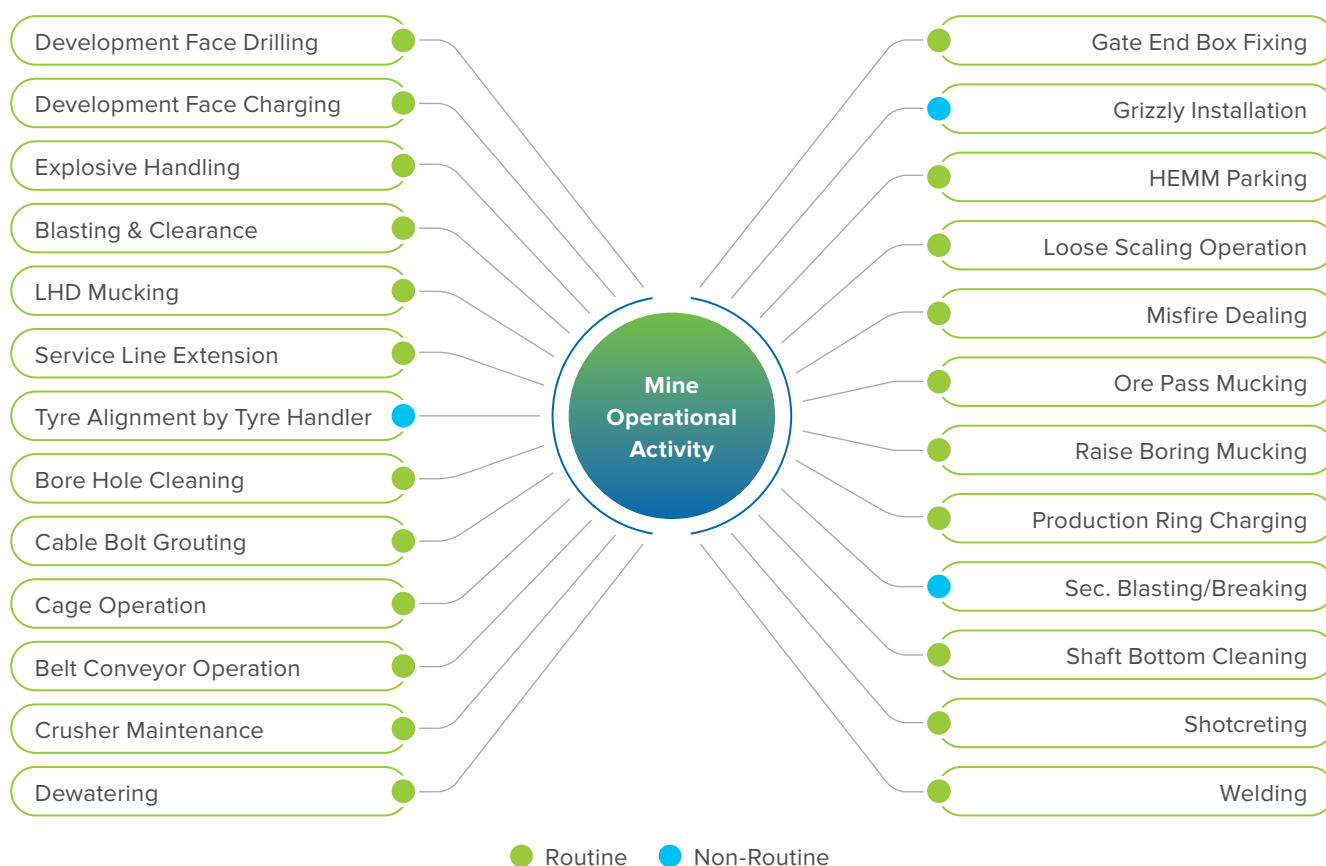 Development Face Drilling
Development Face Charging
Explosive Handling
Blasting & Clearance
LHD Mucking
Service Line Extension
Tyre Alignment by Tyre Handler
Bore Hole Cleaning
Cable Bolt Grouting
Cage Operation
Belt Conveyor Operation
Crusher Maintenance
Dewatering
Mine
Operational
Activity
Gate End Box Fixing
Grizzly Installation
HEMM Parking
Loose Scaling Operation
Misfire Dealing
Ore Pass Mucking
Raise Boring Mucking
Production Ring Charging
Sec. Blasting/Breaking
Shaft Bottom Cleaning
Shotcreting
Welding
Routine
Non-Routine